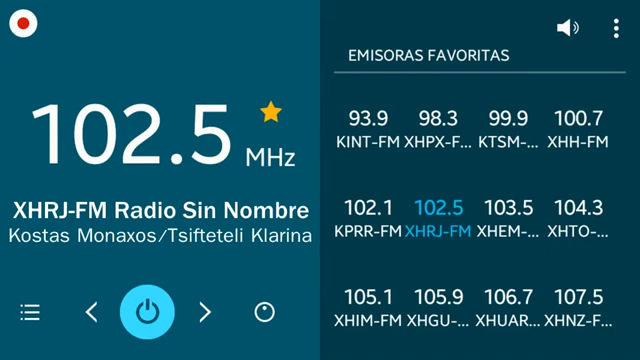 102.5 MHz
XHRJ-FM Radio Sin Nombre
Kostas Monaxos/Tsifteteli Klarina
EMISORAS FAVORITAS
93.9 98.3 99.9 100.7
KINT-FM XHPX-F... KTSM-... XHH-FM
102.1 102.5 103.5 104.3
KPRR-FM XHRJ-FM XHEM-... XHTO-...
105.1 105.9 106.7 107.5
XHIM-FM XHGU-... XHUAR... XHNZ-F...